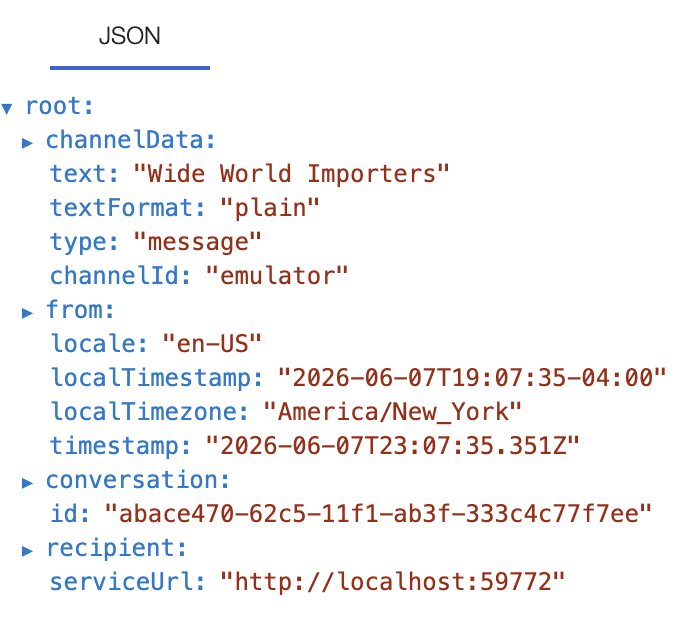 JSON
▼ root:
▶ channelData:
text: "Wide World Importers"
textFormat: "plain"
type: "message"
channelId: "emulator"
▶ from:
locale: "en-US"
localTimestamp: "2026-06-07T19:07:35-04:00"
localTimezone: "America/New_York"
timestamp: "2026-06-07T23:07:35.351Z"
▶ conversation:
id: "abace470-62c5-11f1-ab3f-333c4c77f7ee"
▶ recipient:
serviceUrl: "http://localhost:59772"